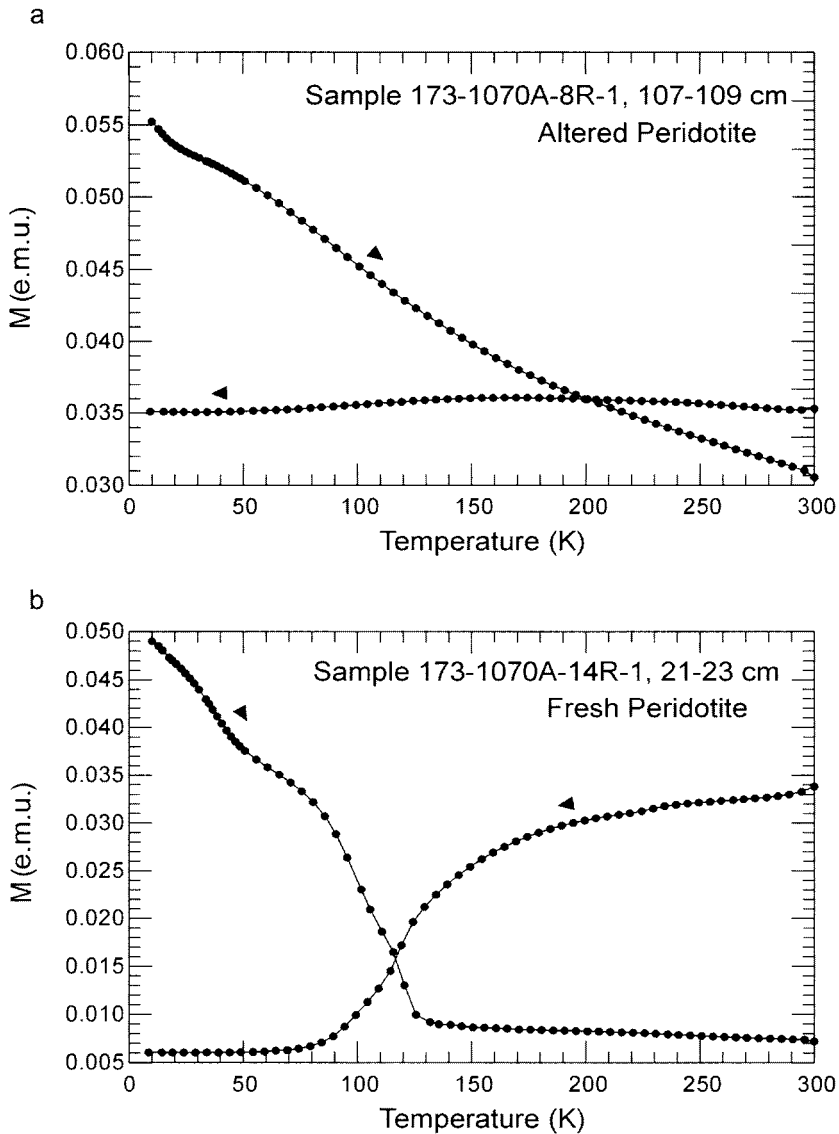 a
0.060
Sample 173-1070A-8R-1, 107-109 cm
0.055
Altered Peridotite
0.050
M (e.m.u.)
0.045
0.040
0.035
0.030
0 50 100 150 200 250 300
Temperature (K)
b
0.050
Sample 173-1070A-14R-1, 21-23 cm
0.045
Fresh Peridotite
0.040
0.035
M (e.m.u.)
0.030
0.025
0.020
0.015
0.010
0.005
0 50 100 150 200 250 300
Temperature (K)